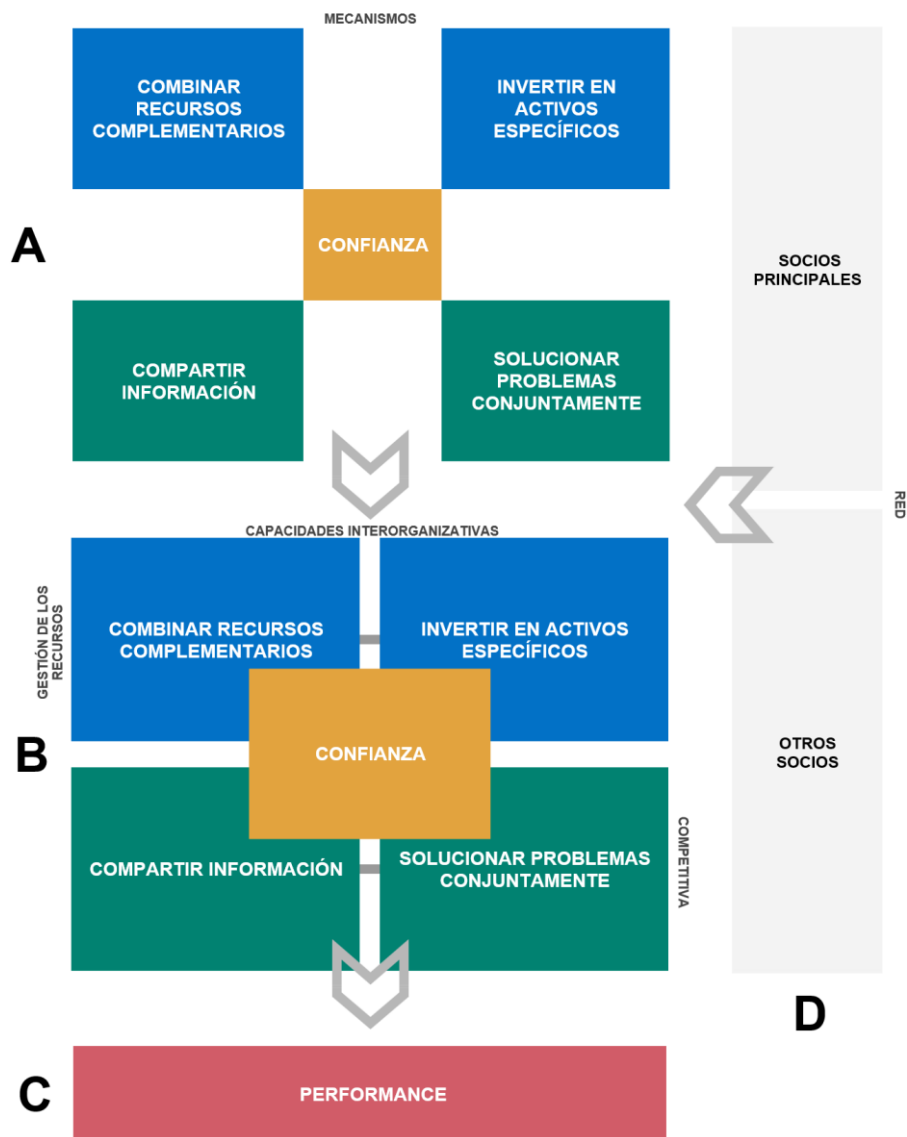 MECANISMOS
COMBINAR
RECURSOS
COMPLEMENTARIOS
INVERTIR EN
ACTIVOS
ESPECÍFICOS
A
CONFIANZA
COMPARTIR
INFORMACIÓN
SOLUCIONAR
PROBLEMAS
CONJUNTAMENTE
SOCIOS
PRINCIPALES
RED
CAPACIDADES INTERORGANIZATIVAS
GESTIÓN DE LOS
RECURSOS
COMBINAR RECURSOS
COMPLEMENTARIOS
INVERTIR EN ACTIVOS
ESPECÍFICOS
B
CONFIANZA
OTROS
SOCIOS
COMPARTIR INFORMACIÓN
SOLUCIONAR PROBLEMAS
CONJUNTAMENTE
COMPETITIVA
D
C
PERFORMANCE